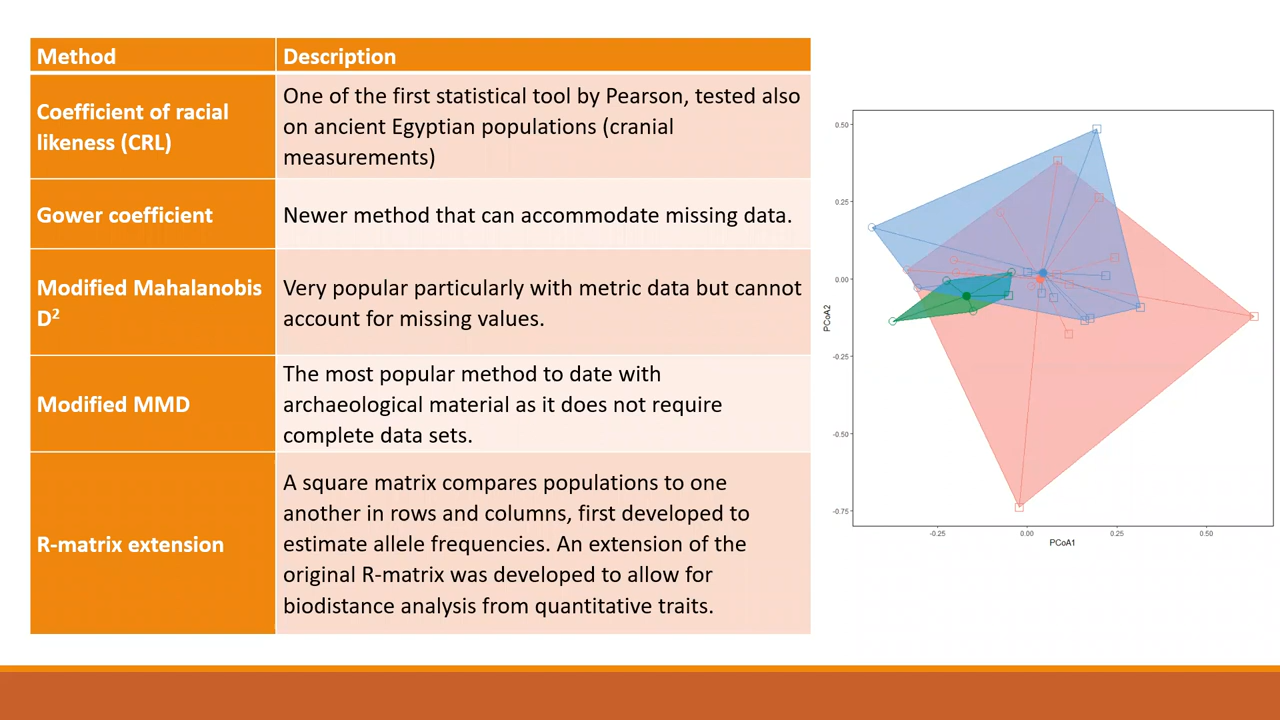 Method
Description
Coefficient of racial
likeness (CRL)
One of the first statistical tool by Pearson, tested also
on ancient Egyptian populations (cranial
measurements)
Gower coefficient
Newer method that can accommodate missing data.
Modified Mahalanobis
D²
Very popular particularly with metric data but cannot
account for missing values.
Modified MMD
The most popular method to date with
archaeological material as it does not require
complete data sets.
R-matrix extension
A square matrix compares populations to one
another in rows and columns, first developed to
estimate allele frequencies. An extension of the
original R-matrix was developed to allow for
biodistance analysis from quantitative traits.
0.50
0.25
0.00
-0.25
-0.50
-0.75
PCoA2
-0.25 0.00 0.25 0.50
PCoA1